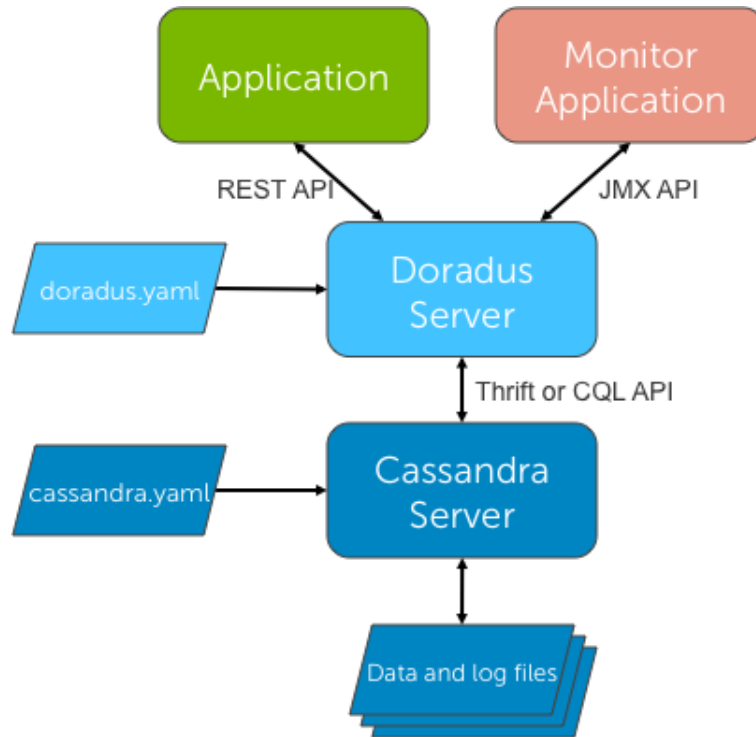 Application
Monitor
Application
REST API
JMX API
doradus.yaml
Doradus
Server
Thrift or CQL API
cassandra.yaml
Cassandra
Server
Data and log files